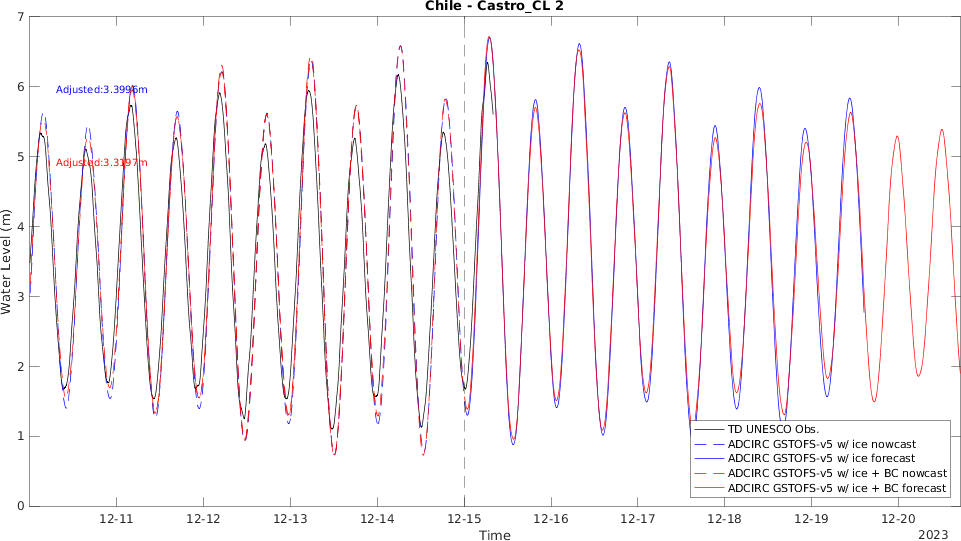 Chile - Castro_CL 2
7
6
5
4
3
2
1
0
Water Level (m)
Adjusted:3.3996m
Adjusted:3.3197m
TD UNESCO Obs.
ADCIRC GSTOFS-v5 w/ ice nowcast
ADCIRC GSTOFS-v5 w/ ice forecast
ADCIRC GSTOFS-v5 w/ ice + BC nowcast
ADCIRC GSTOFS-v5 w/ ice + BC forecast
12-11 12-12 12-13 12-14 12-15 12-16 12-17 12-18 12-19 12-20
Time
2023